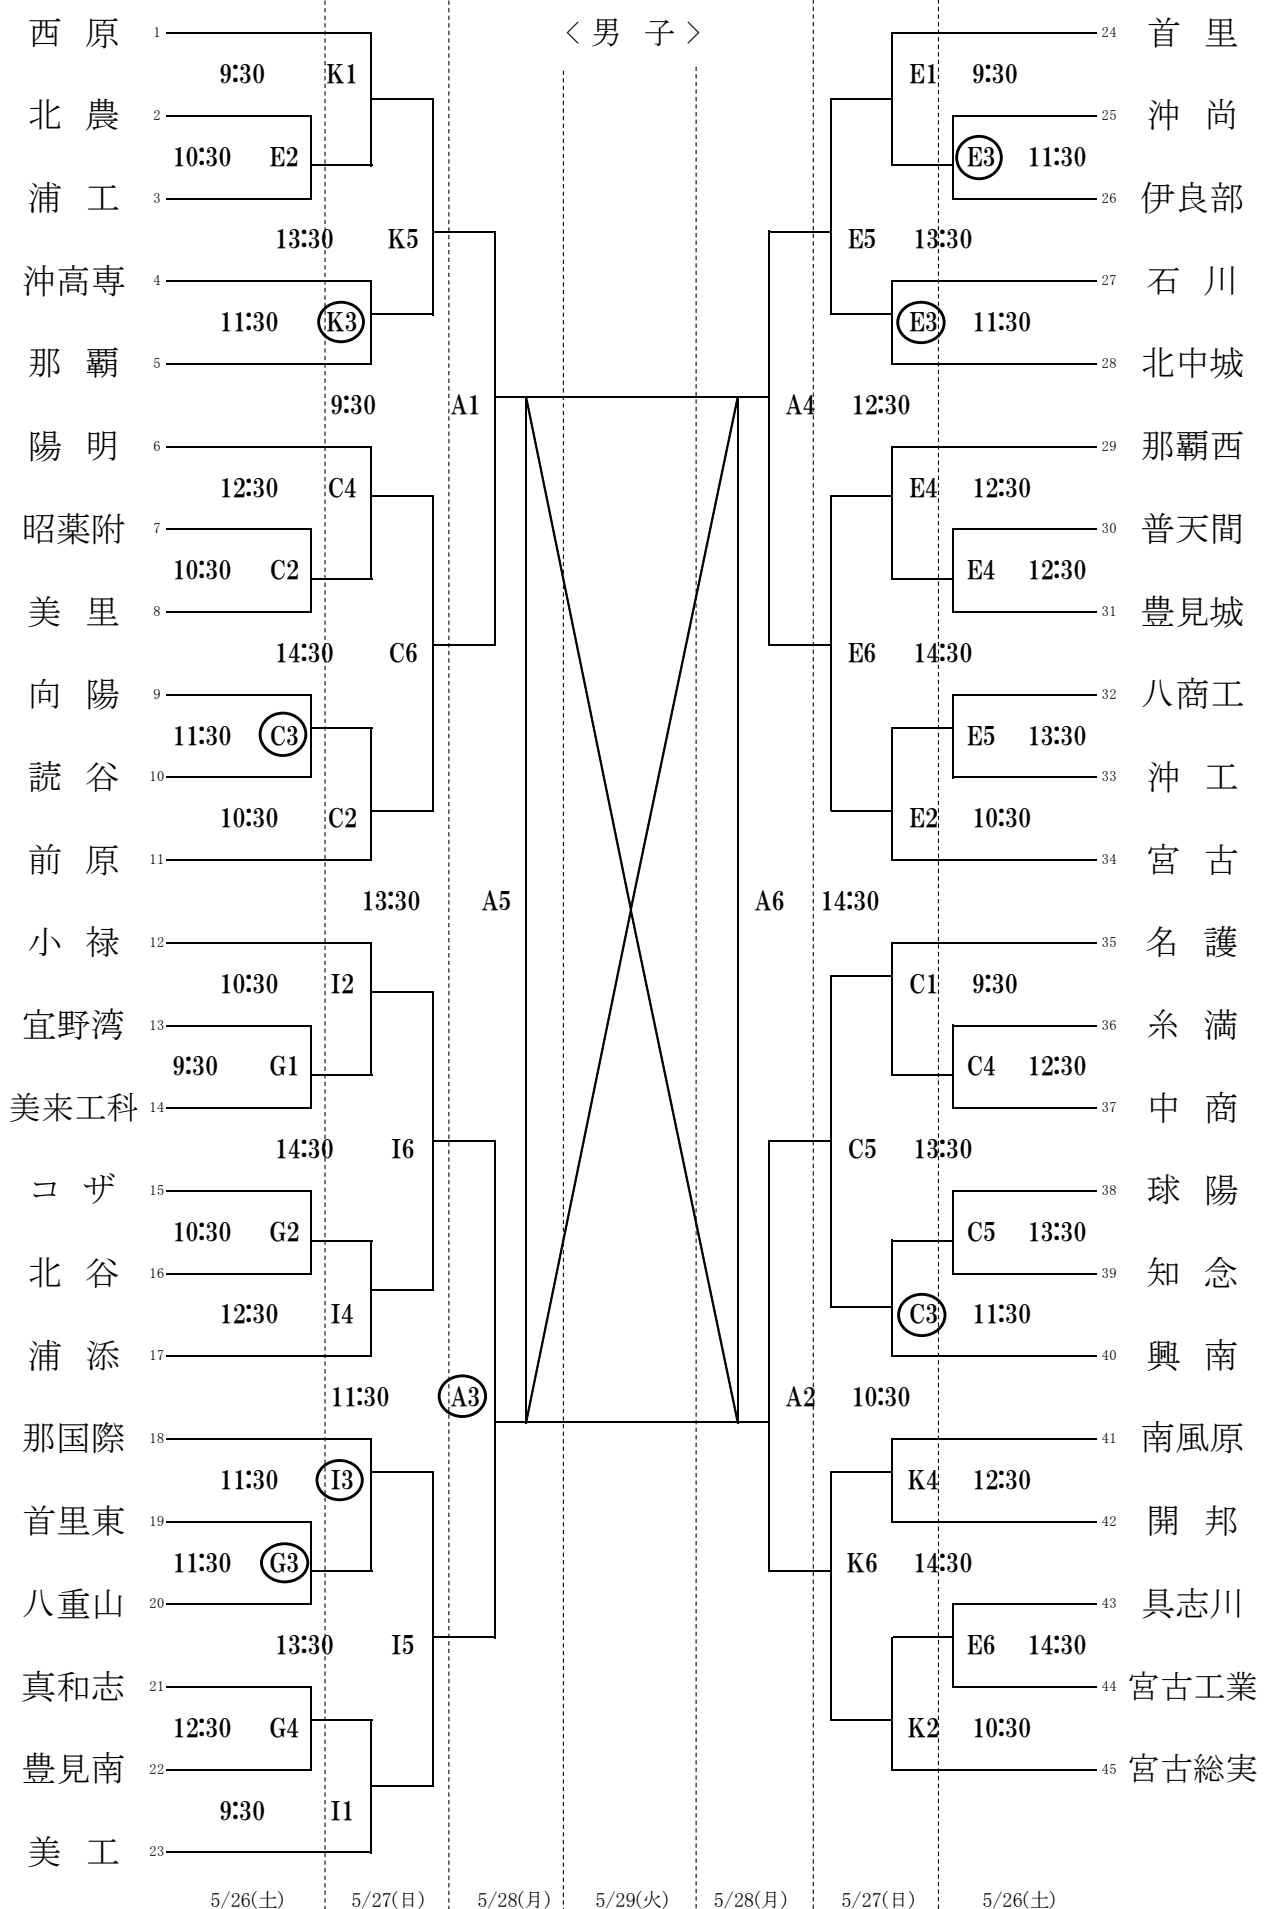 ＜ 男　子 ＞
西　原 1
9:30 K1
北　農 2
10:30 E2
浦　工 3
13:30 K5
沖高専 4
11:30 K3
那　覇 5
9:30 A1
陽　明 6
12:30 C4
昭薬附 7
10:30 C2
美　里 8
14:30 C6
向　陽 9
11:30 C3
読　谷 10
10:30 C2
前　原 11
13:30 A5
小　禄 12
10:30 I2
宜野湾 13
9:30 G1
美来工科 14
14:30 I6
コ　ザ 15
10:30 G2
北　谷 16
12:30 I4
浦　添 17
11:30 A3
那国際 18
11:30 I3
首里東 19
11:30 G3
八重山 20
13:30 I5
真和志 21
12:30 G4
豊見南 22
9:30 I1
美　工 23
24 首　里
E1 9:30
25 沖　尚
E3 11:30
26 伊良部
E5 13:30
27 石　川
E3 11:30
28 北中城
A4 12:30
29 那覇西
E4 12:30
30 普天間
E4 12:30
31 豊見城
E6 14:30
32 八商工
E5 13:30
33 沖　工
E2 10:30
34 宮　古
A6 14:30
35 名　護
C1 9:30
36 糸　満
C4 12:30
37 中　商
C5 13:30
38 球　陽
C5 13:30
39 知　念
C3 11:30
40 興　南
A2 10:30
41 南風原
K4 12:30
42 開　邦
K6 14:30
43 具志川
E6 14:30
44 宮古工業
K2 10:30
45 宮古総実
5/26(土) 5/27(日) 5/28(月) 5/29(火) 5/28(月) 5/27(日) 5/26(土)